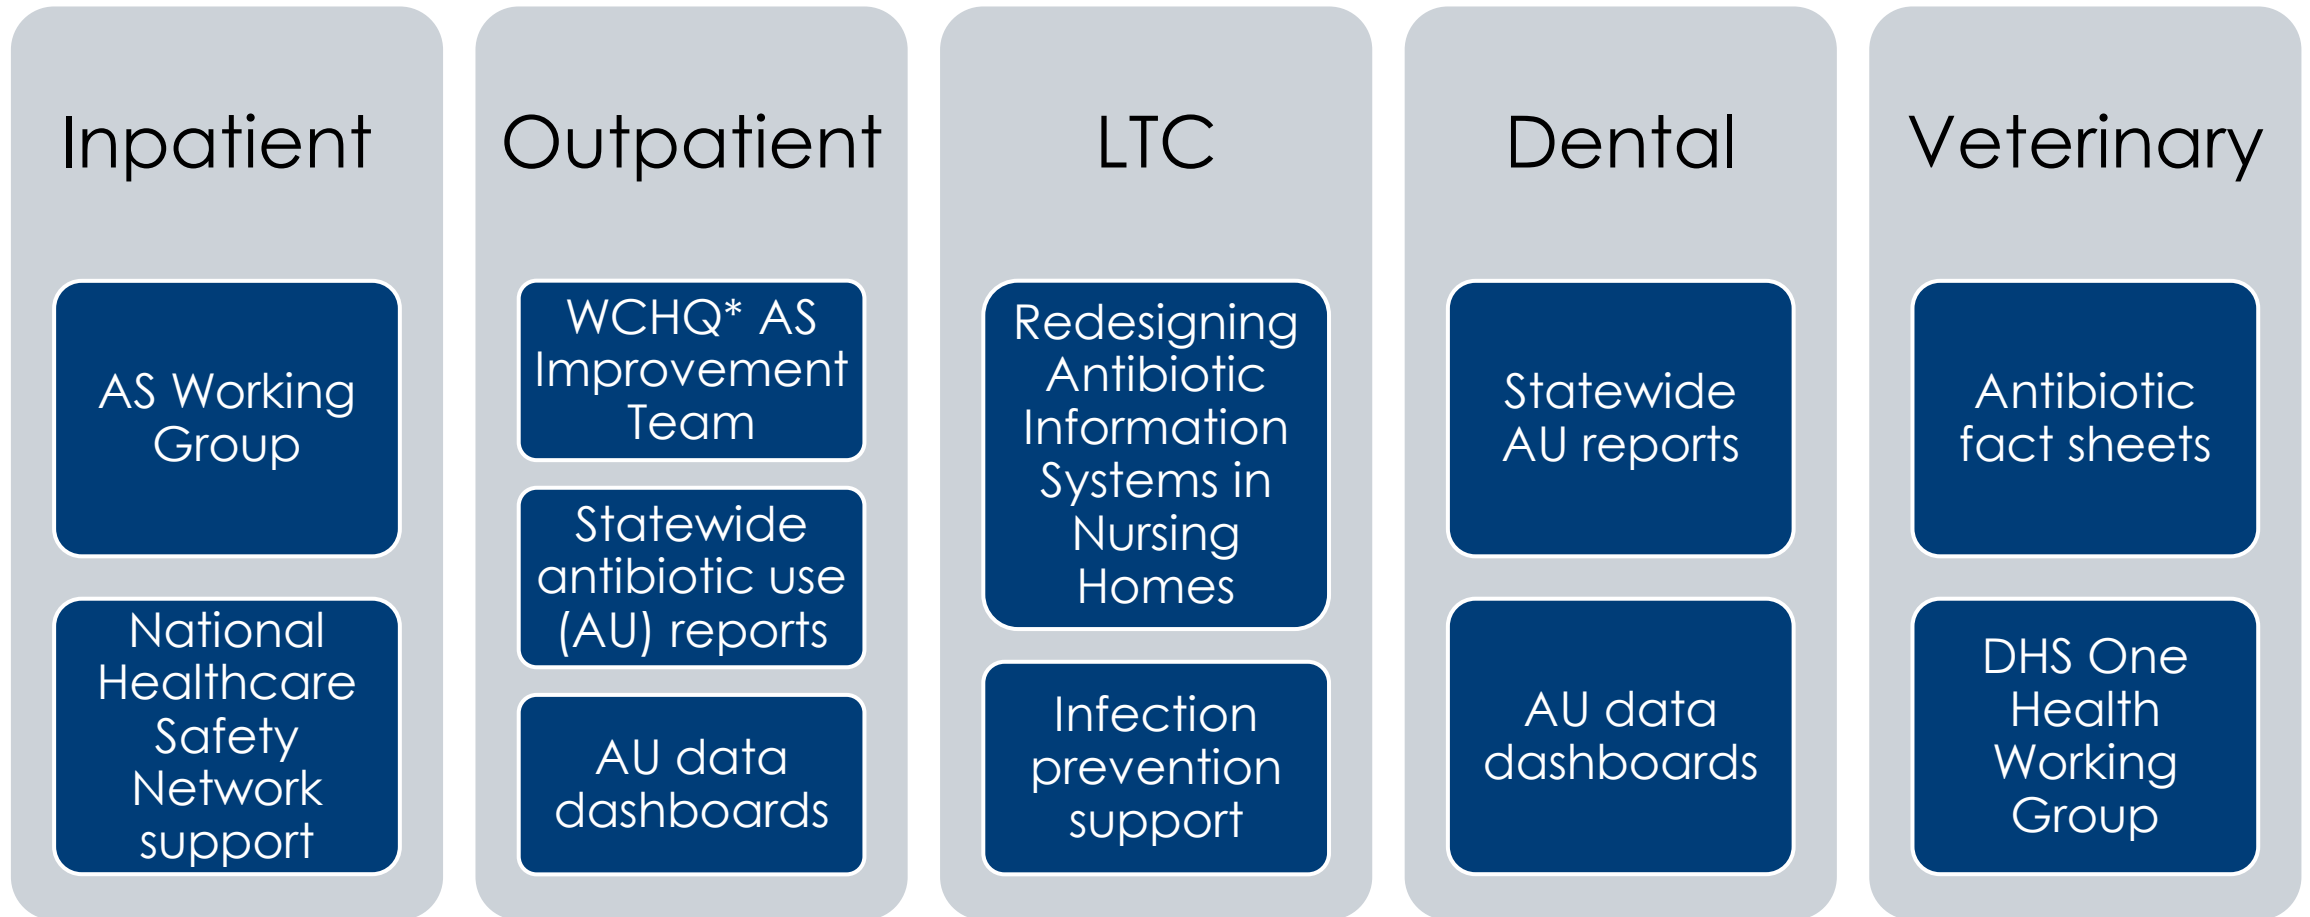 Inpatient
AS Working
Group
National
Healthcare
Safety
Network
support
Outpatient
WCHQ* AS
Improvement
Team
Statewide
antibiotic use
(AU) reports
AU data
dashboards
LTC
Redesigning
Antibiotic
Information
Systems in
Nursing
Homes
Infection
prevention
support
Dental
Statewide
AU reports
AU data
dashboards
Veterinary
Antibiotic
fact sheets
DHS One
Health
Working
Group